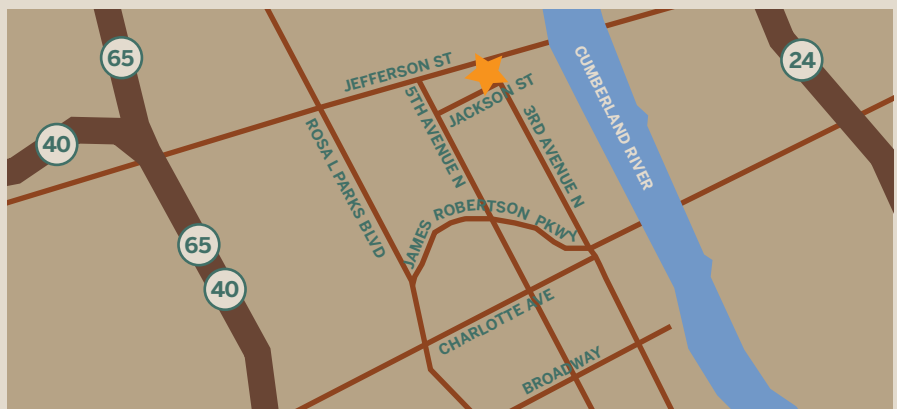 65
JEFFERSON ST
24
40
5TH AVENUE N
JACKSON ST
3RD AVENUE N
CUMBERLAND RIVER
ROSA L PARKS BLVD
65
40
JAMES ROBERTSON PKWY
CHARLOTTE AVE
BROADWAY